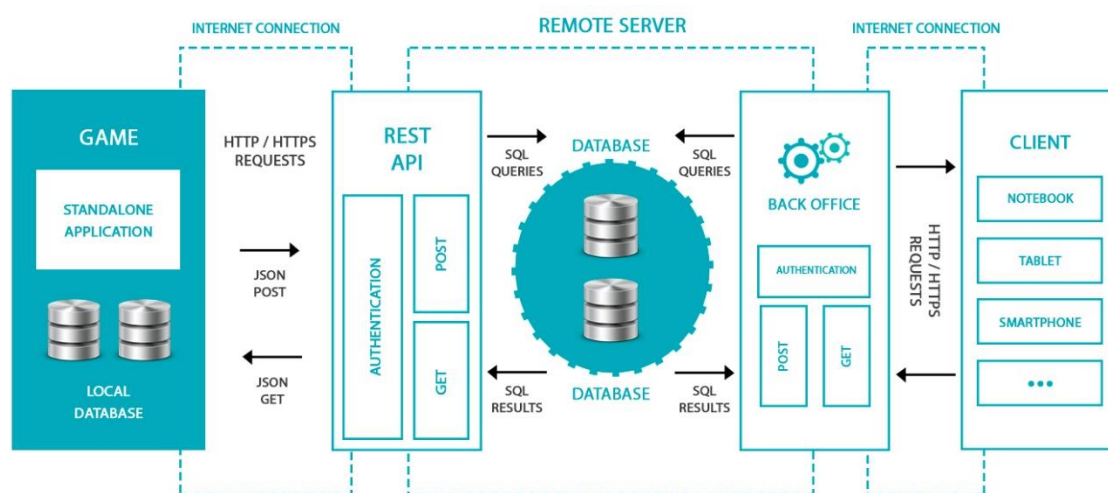 INTERNET CONNECTION
REMOTE SERVER
INTERNET CONNECTION
GAME
STANDALONE
APPLICATION
LOCAL
DATABASE
HTTP / HTTPS
REQUESTS
JSON
POST
JSON
GET
REST
API
AUTHENTICATION
POST
GET
SQL
QUERIES
DATABASE
SQL
QUERIES
SQL
RESULTS
DATABASE
SQL
RESULTS
BACK OFFICE
AUTHENTICATION
POST
GET
HTTP / HTTPS
REQUESTS
CLIENT
NOTEBOOK
TABLET
SMARTPHONE
•••